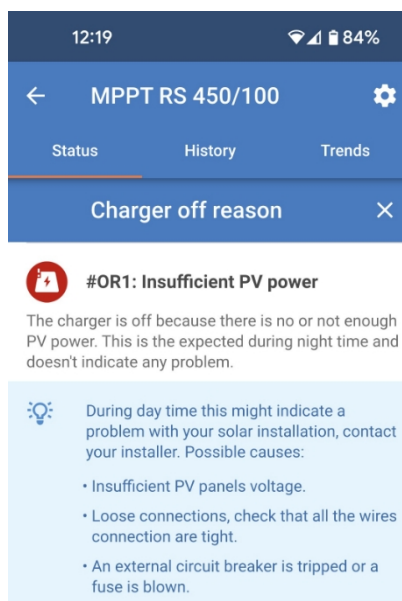 12:19 84%
MPPT RS 450/100
Status History Trends
Charger off reason
#OR1: Insufficient PV power
The charger is off because there is no or not enough
PV power. This is the expected during night time and
doesn't indicate any problem.
During day time this might indicate a
problem with your solar installation, contact
your installer. Possible causes:
• Insufficient PV panels voltage.
• Loose connections, check that all the wires
connection are tight.
• An external circuit breaker is tripped or a
fuse is blown.